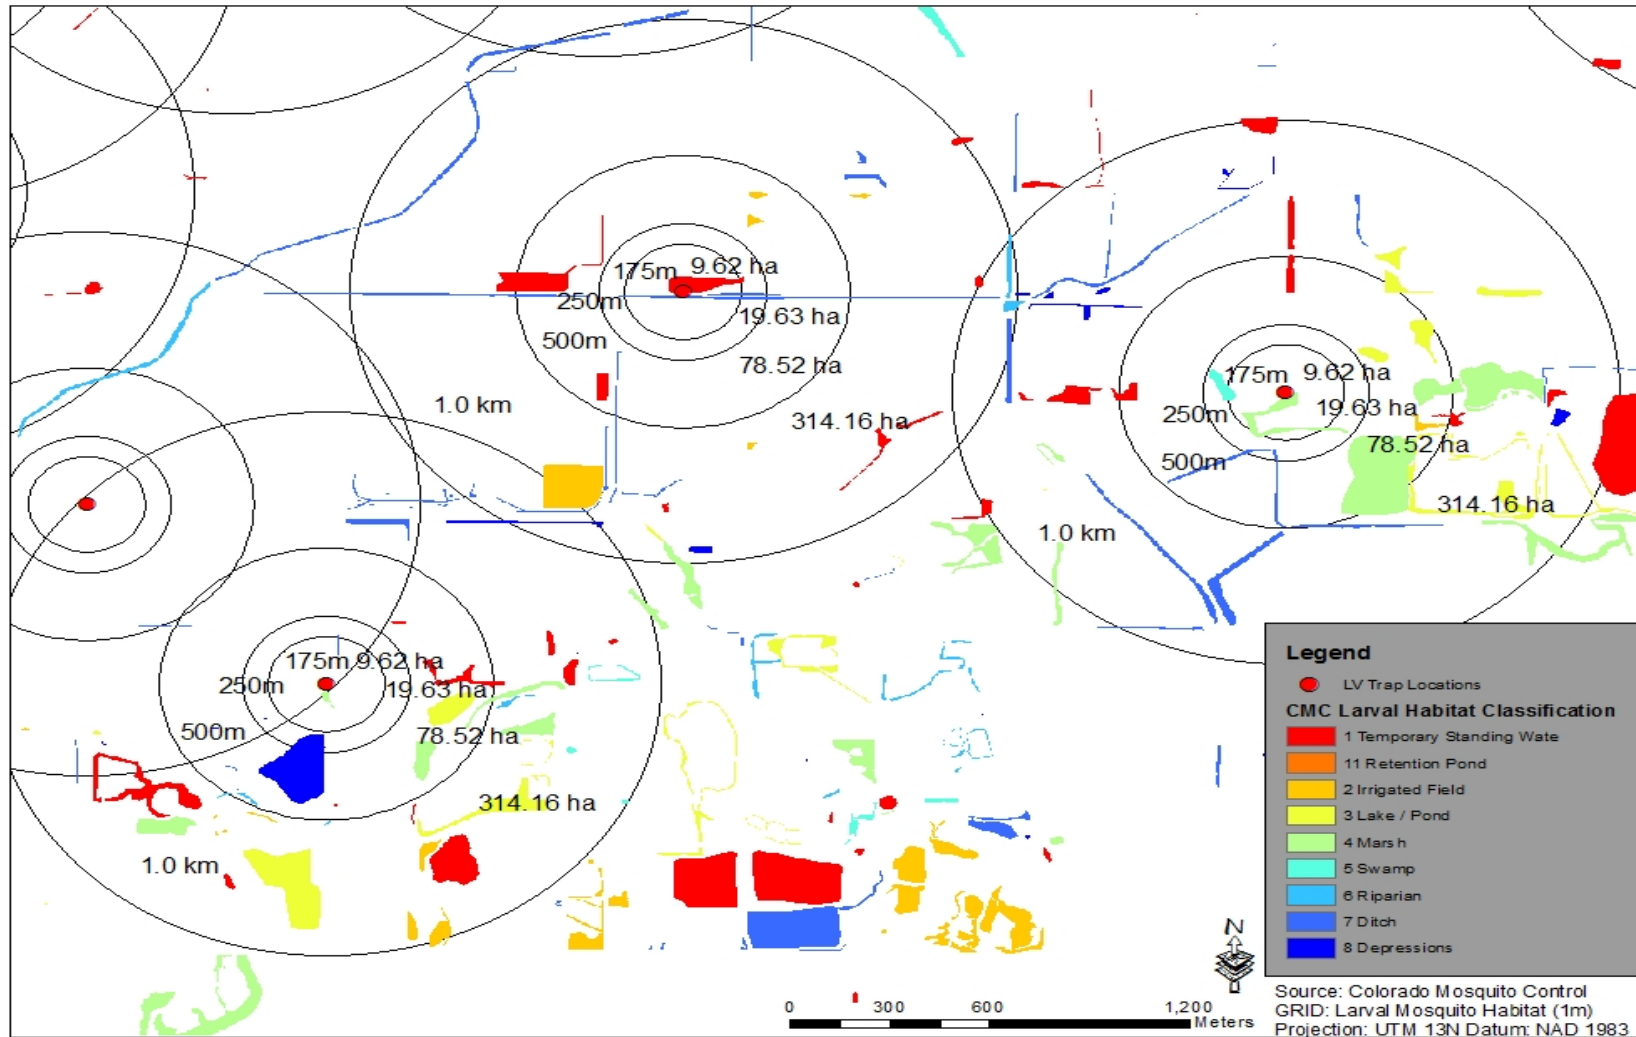 175m 9.62 ha
250m
19.63 ha
500m
78.52 ha
1.0 km
314.16 ha
175m 9.62 ha
250m
19.63 ha
500m
78.52 ha
1.0 km
314.16 ha
175m 9.62 ha
250m
19.63 ha
500m
78.52 ha
1.0 km
314.16 ha
Legend
LV Trap Locations
CMC Larval Habitat Classification
1 Temporary Standing Wate
11 Retention Pond
2 Irrigated Field
3 Lake / Pond
4 Marsh
5 Swamp
6 Riparian
7 Ditch
8 Depressions
N
0 300 600 1,200
Meters
Source: Colorado Mosquito Control
GRID: Larval Mosquito Habitat (1m)
Projection: UTM 13N Datum: NAD 1983